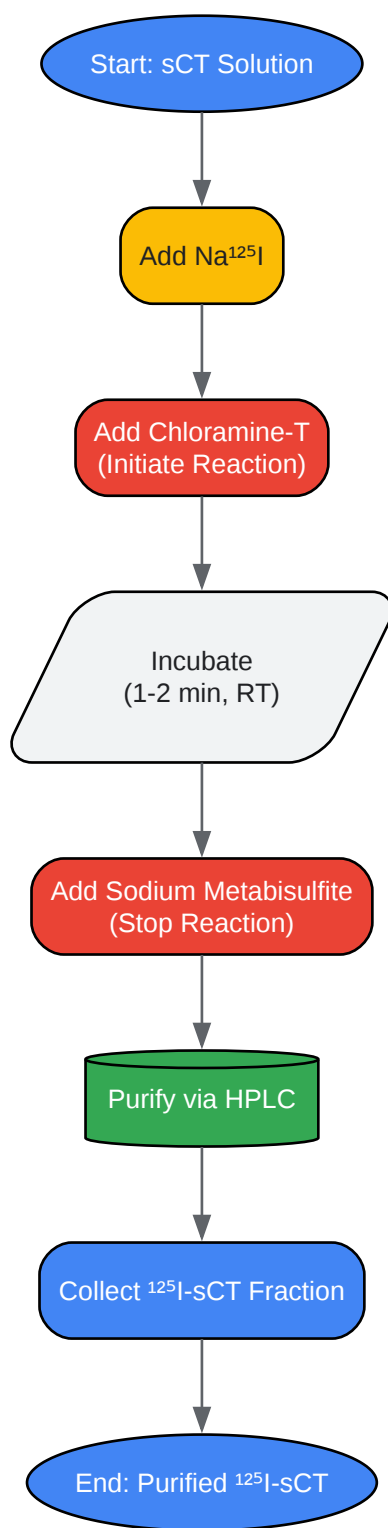 Start: sCT Solution
Add Na¹²⁵I
Add Chloramine-T
(Initiate Reaction)
Incubate
(1-2 min, RT)
Add Sodium Metabisulfite
(Stop Reaction)
Purify via HPLC
Collect ¹²⁵I-sCT Fraction
End: Purified ¹²⁵I-sCT